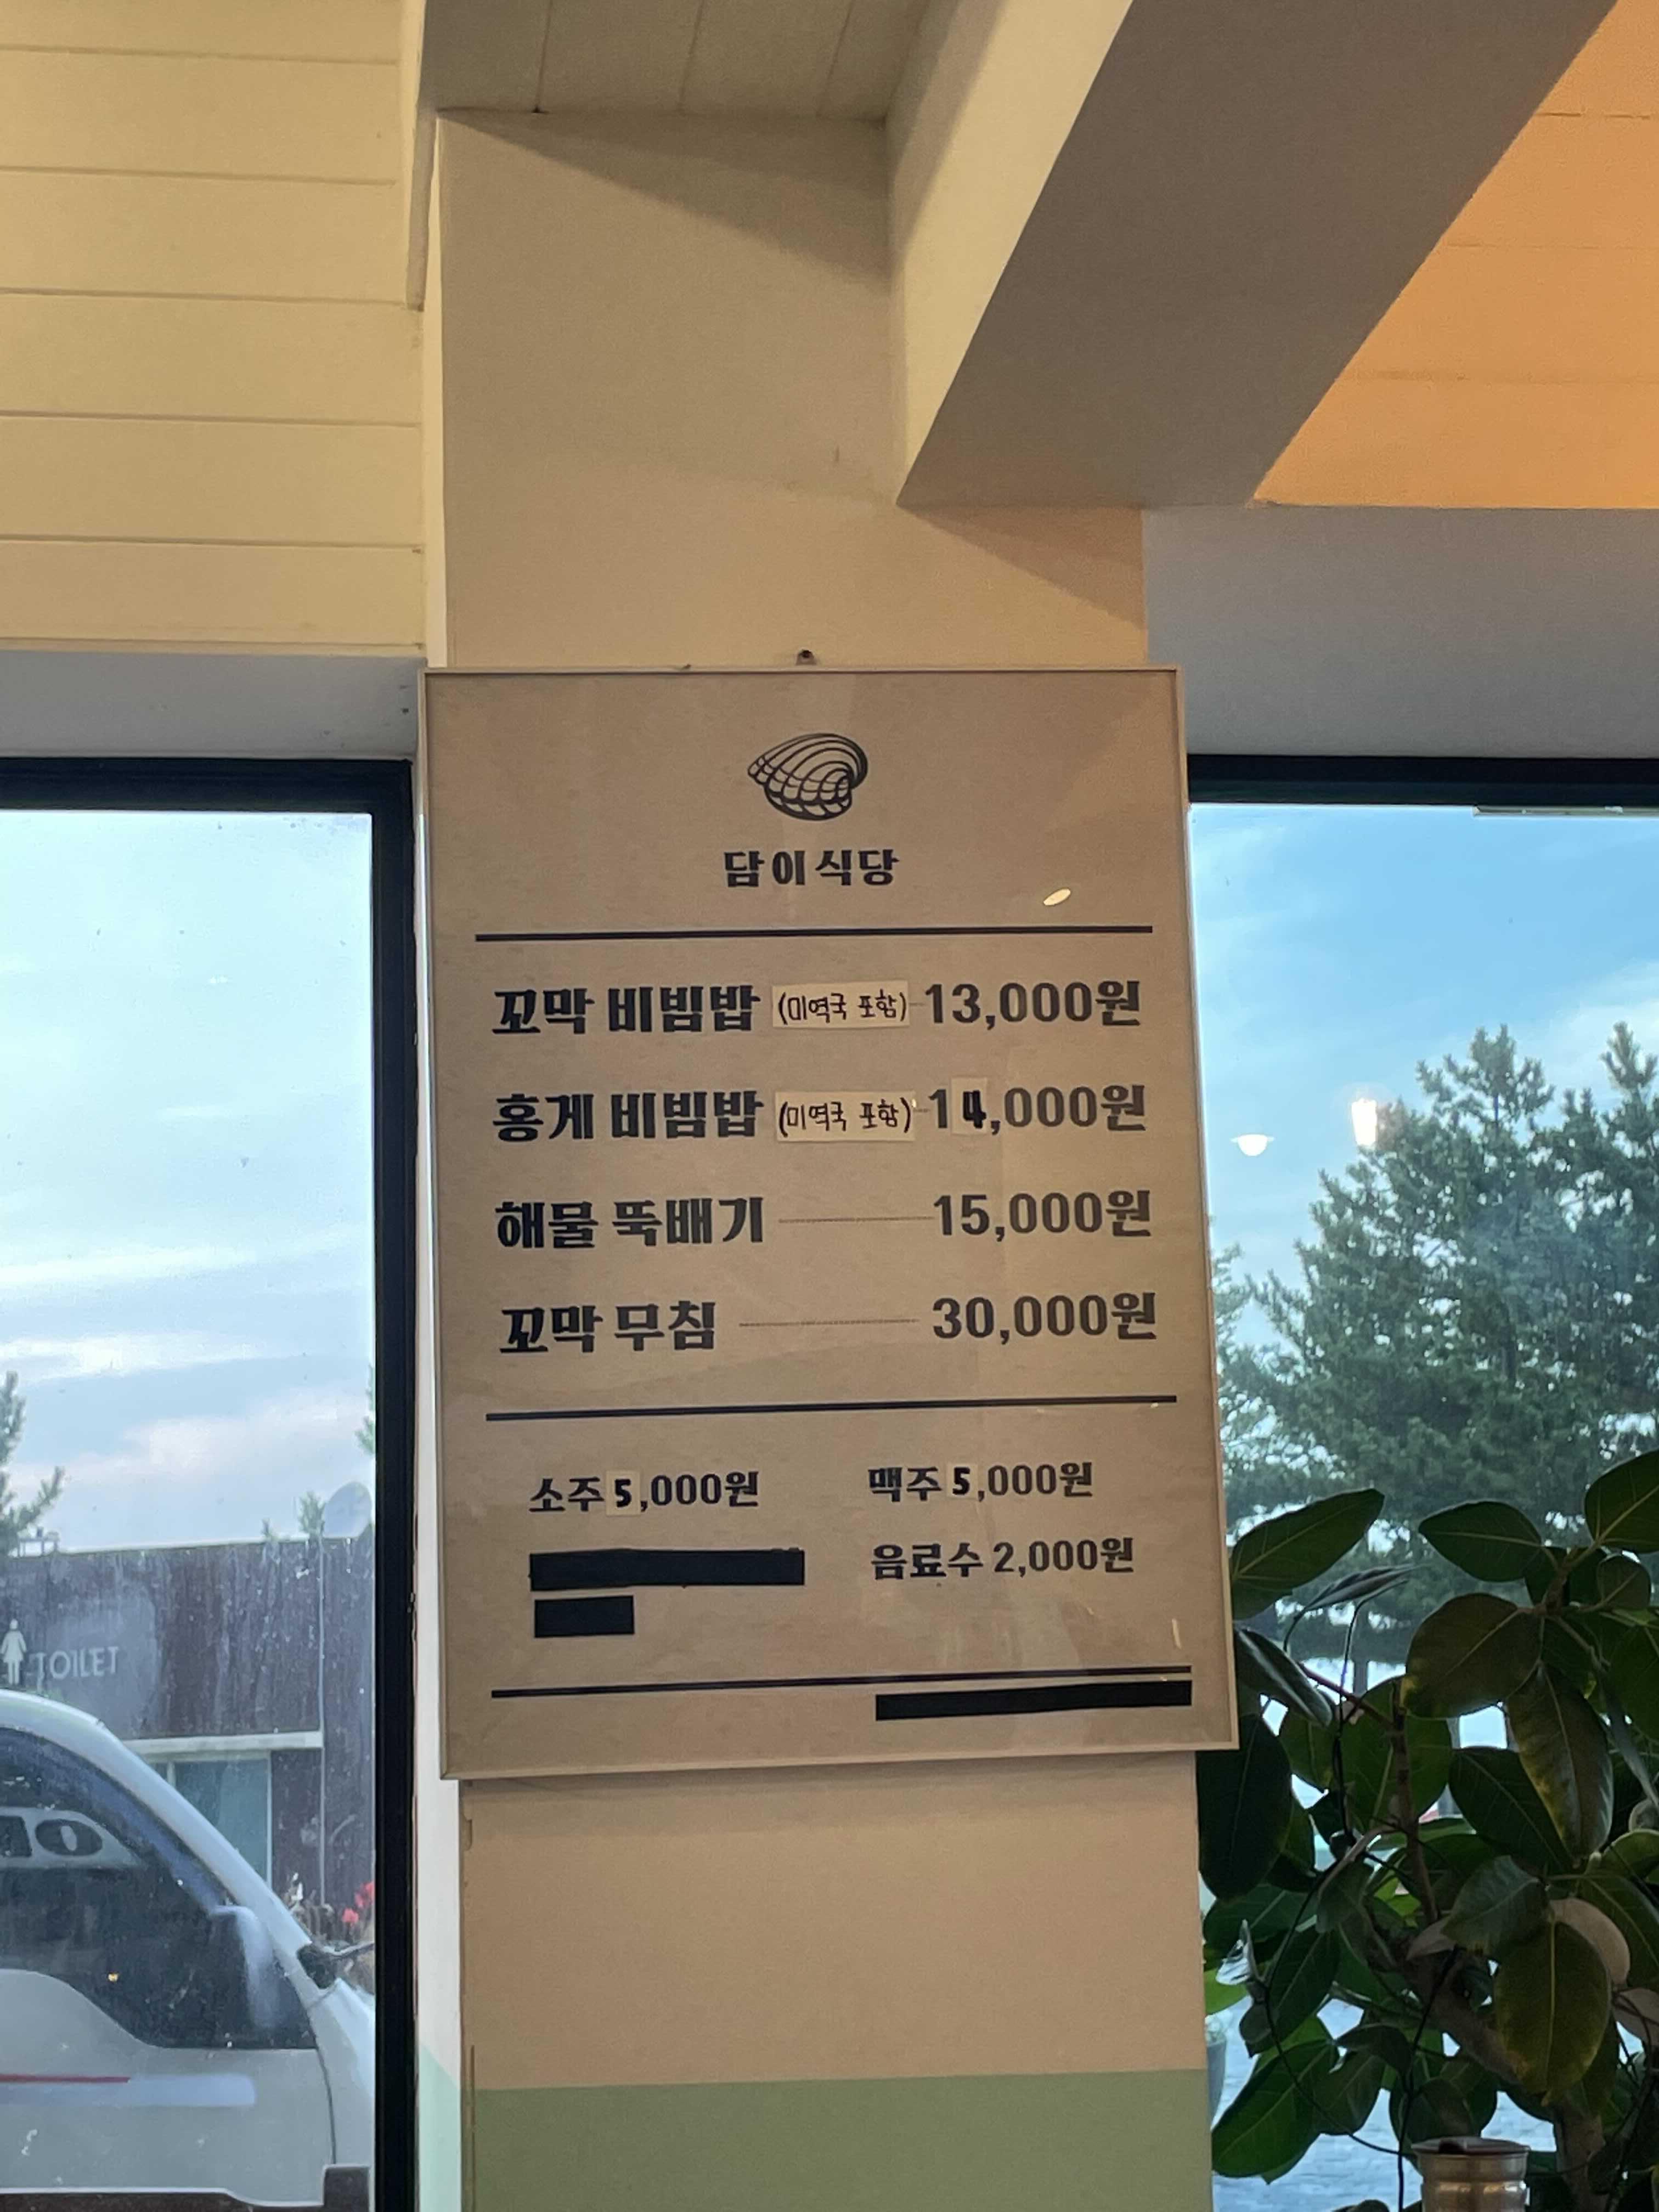 담이식당
꼬막 비빔밥 (미역국 포함) 13,000원
홍게 비빔밥 (미역국 포함) 14,000원
해물 뚝배기 15,000원
꼬막 무침 30,000원
소주 5,000원 맥주 5,000원
음료수 2,000원
TOILET